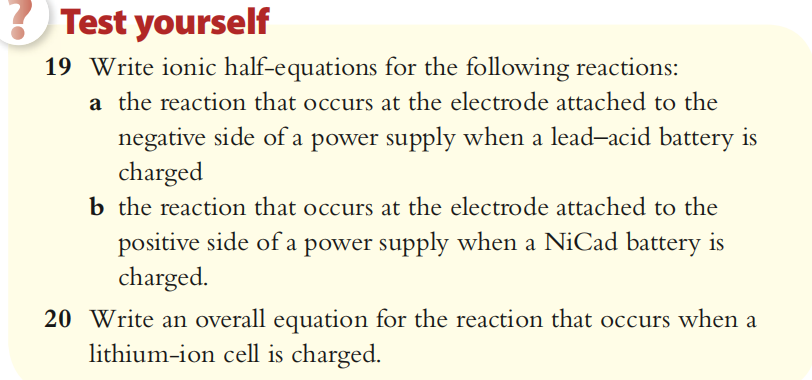 ? Test yourself
19 Write ionic half-equations for the following reactions:
a the reaction that occurs at the electrode attached to the
negative side of a power supply when a lead–acid battery is
charged
b the reaction that occurs at the electrode attached to the
positive side of a power supply when a NiCad battery is
charged.
20 Write an overall equation for the reaction that occurs when a
lithium-ion cell is charged.